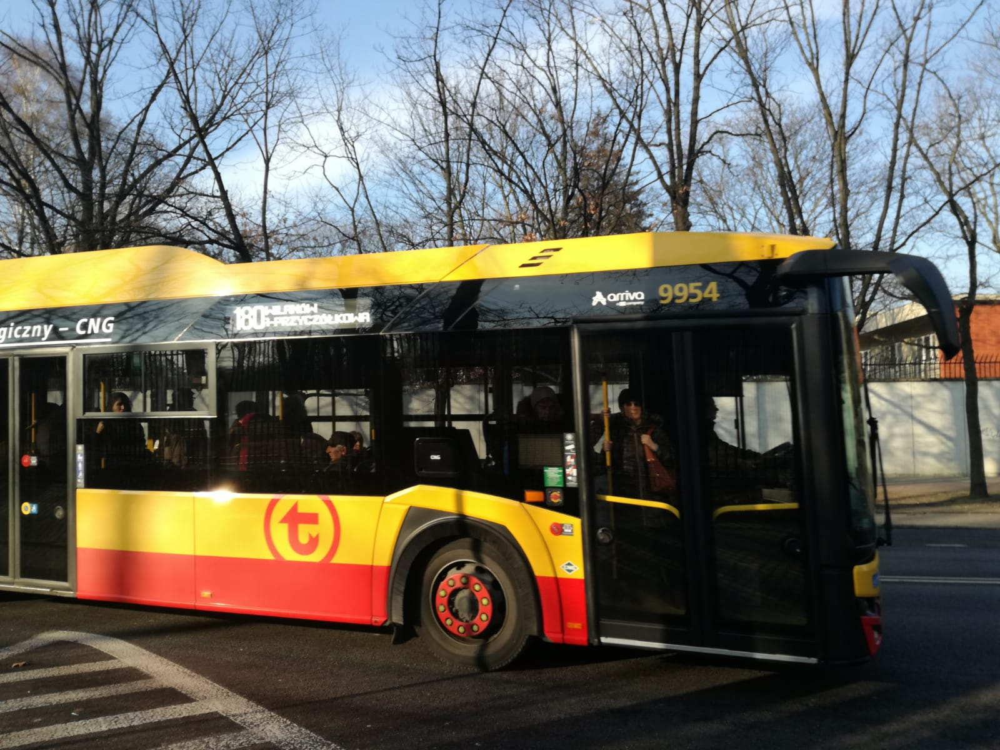 giczny – CNG
180 WILANÓW
P-PRZYCZÓŁKOWA
arriva
9954
CNG
t